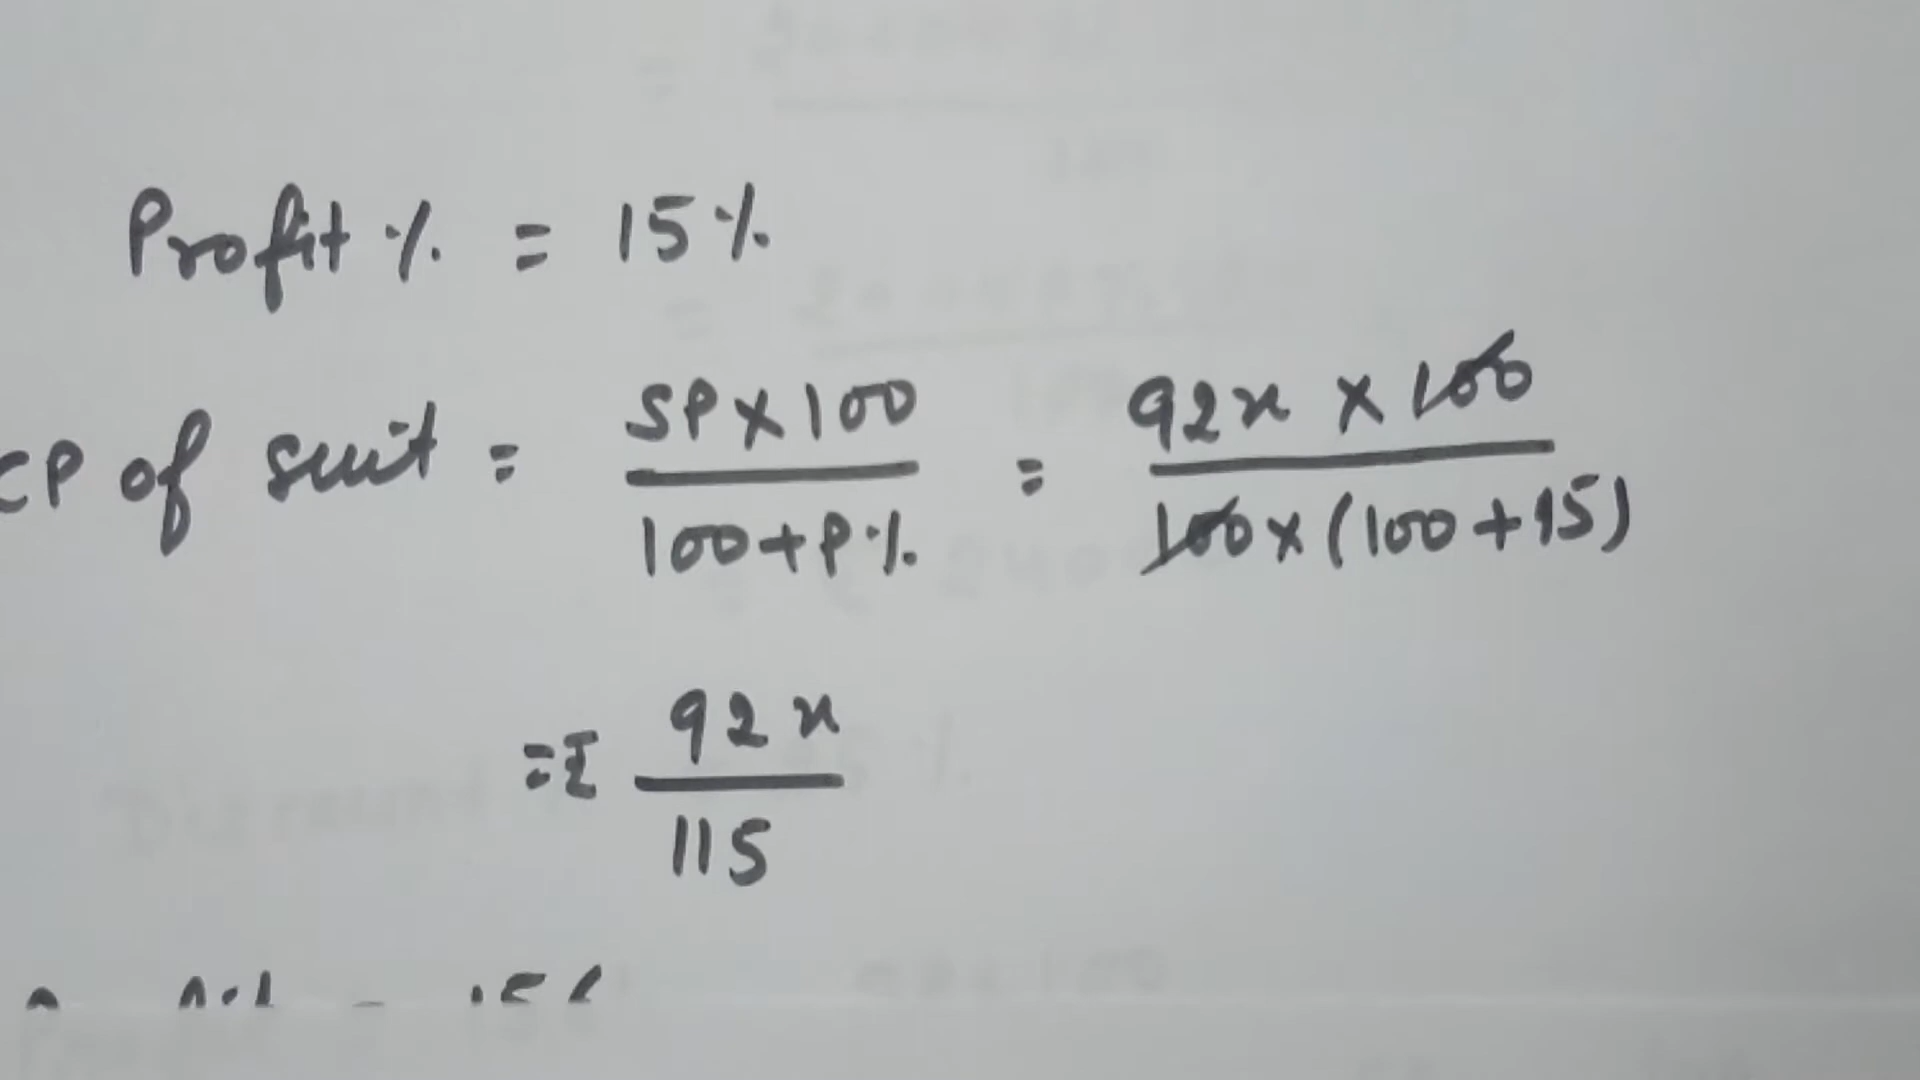 Profit % = 15%
CP of suit = SP X 100 / 100 + P% = 92x X 100 / 100 x (100 + 15)
= ₹ 92x / 115